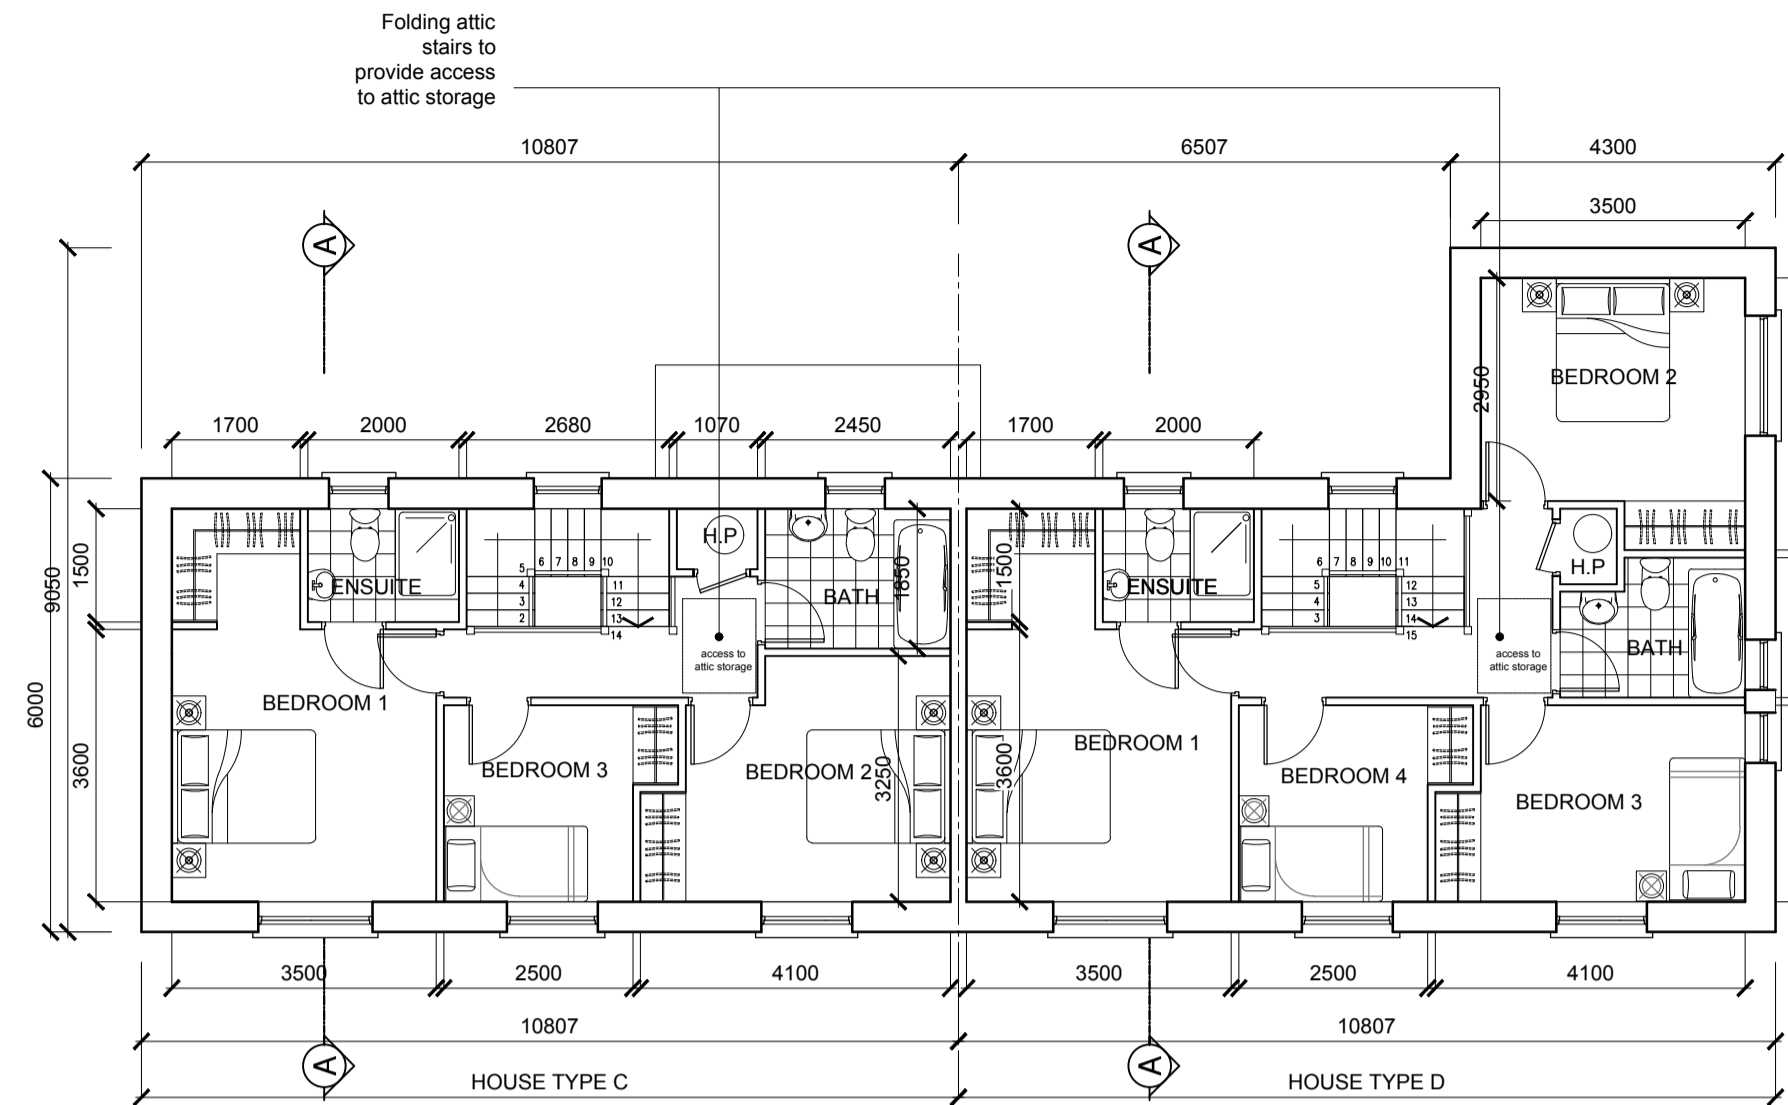 Folding attic
stairs to
provide access
to attic storage
10807
6507
4300
3500
A
A
2950
BEDROOM 2
1700
2000
2680
1070
2450
1700
2000
9050
6000
1500
3600
ENSUITE
5
4
3
2
6 7 8 9 10
11
12
13
14
H.P
BATH
1850
access to
attic storage
1500
ENSUITE
5
4
3
6 7 8 9 10 11
12
13
15
H.P
BATH
access to
attic storage
BEDROOM 1
BEDROOM 3
BEDROOM 2
3250
3600
BEDROOM 1
BEDROOM 4
BEDROOM 3
3500
2500
4100
3500
2500
4100
10807
10807
A
A
HOUSE TYPE C
HOUSE TYPE D